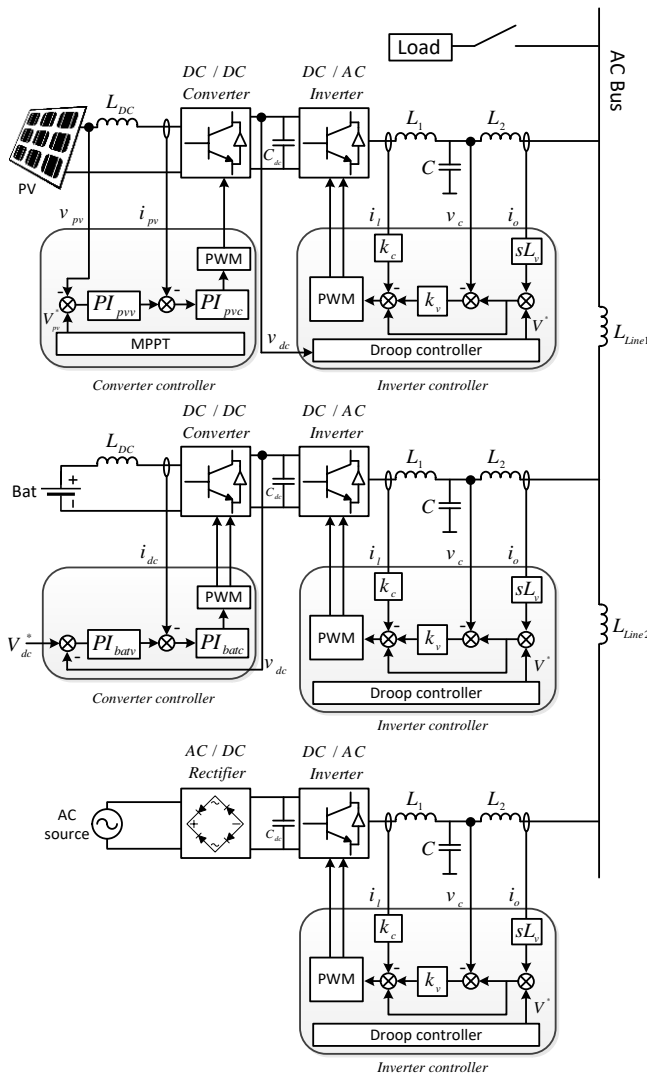 Load
AC Bus
DC / DC
Converter
DC / AC
Inverter
L_DC
C_dc
L_1
L_2
C
PV
v_pv
i_pv
i_l
v_c
i_o
PWM
k_c
sL_v
V*_pv
-
PI_pvv
-
PI_pvc
PWM
-
k_v
-
V*
MPPT
v_dc
Droop controller
L_Line1
Converter controller
Inverter controller
DC / DC
Converter
DC / AC
Inverter
L_DC
L_1
L_2
Bat
+
-
C_dc
C
i_dc
i_l
v_c
i_o
PWM
k_c
sL_v
L_Line2
V_dc*
-
PI_batv
-
PI_batc
v_dc
PWM
-
k_v
-
V*
Droop controller
Converter controller
Inverter controller
AC / DC
Rectifier
DC / AC
Inverter
L_1
L_2
AC
source
~
+
-
~
C_dc
C
i_l
v_c
i_o
k_c
sL_v
PWM
-
k_v
-
V*
Droop controller
Inverter controller